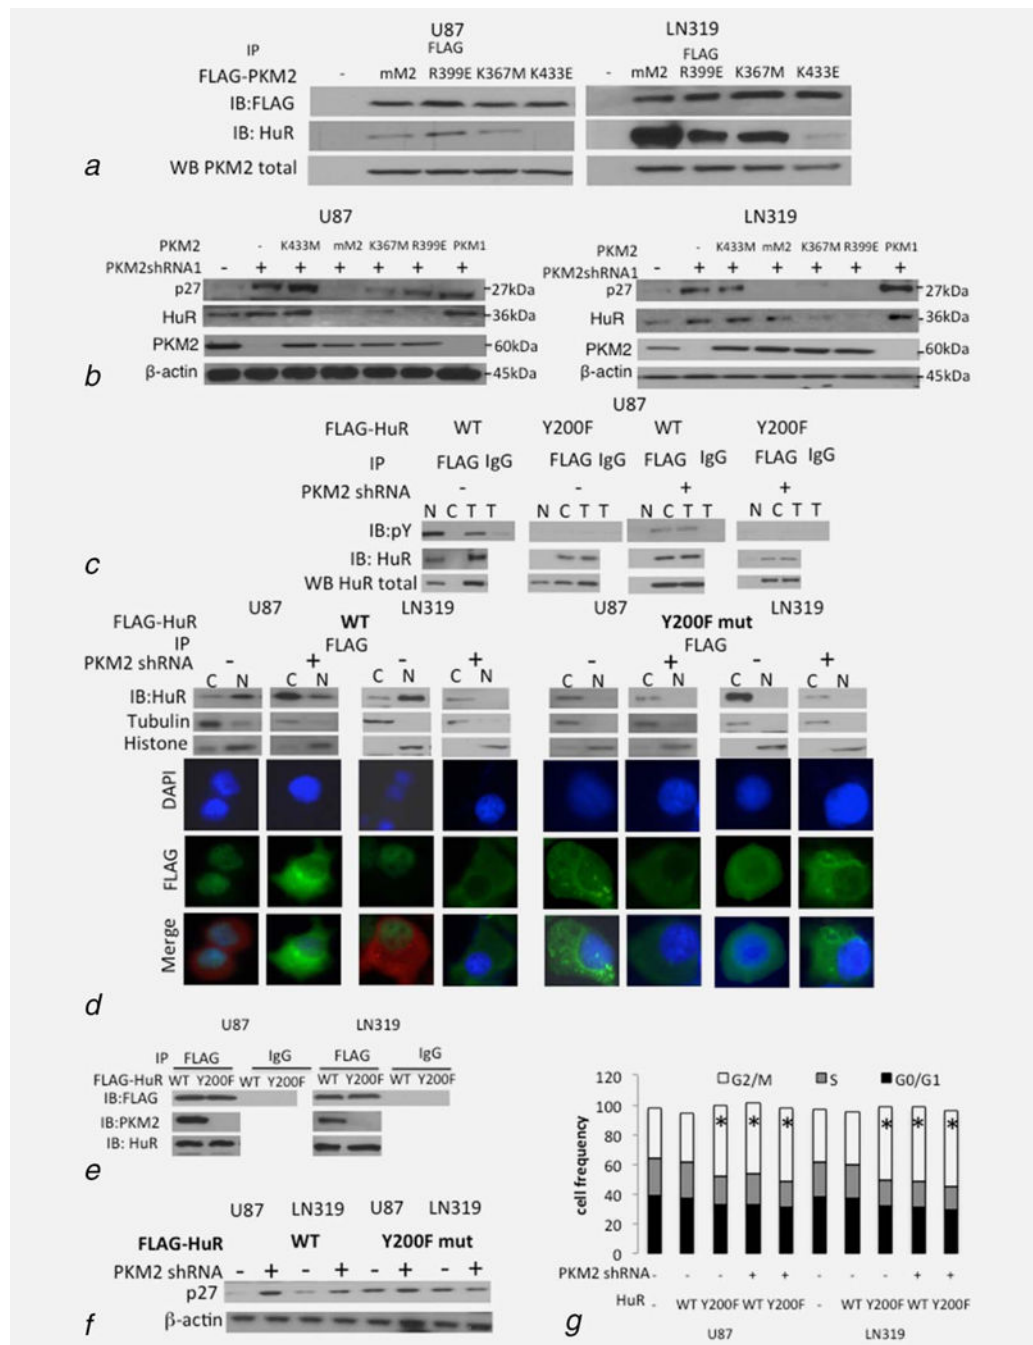 U87 LN319
IP FLAG FLAG
FLAG-PKM2 - mM2 R399E K367M K433E - mM2 R399E K367M K433E
IB:FLAG
IB: HuR
a WB PKM2 total
U87 LN319
PKM2 - K433M mM2 K367M R399E PKM1 PKM2 - K433M mM2 K367M R399E PKM1
PKM2shRNA1 - + + + + + + PKM2shRNA1 - + + + + + +
p27 27kDa p27 27kDa
HuR 36kDa HuR 36kDa
PKM2 60kDa PKM2 60kDa
b β-actin 45kDa β-actin 45kDa
U87
FLAG-HuR WT Y200F WT Y200F
IP FLAG IgG FLAG IgG FLAG IgG FLAG IgG
PKM2 shRNA - - + +
N C T T N C T T N C T T N C T T
IB:pY
c IB: HuR
WB HuR total
U87 LN319 U87 LN319
FLAG-HuR WT Y200F mut
IP FLAG FLAG
PKM2 shRNA - + - + - + - +
C N C N C N C N C N C N C N C N
IB:HuR
Tubulin
Histone
DAPI
FLAG
Merge
d
U87 LN319
IP FLAG IgG FLAG IgG
FLAG-HuR WT Y200F WT Y200F WT Y200F WT Y200F
IB:FLAG
IB:PKM2
IB: HuR
e
U87 LN319 U87 LN319
FLAG-HuR WT Y200F mut
PKM2 shRNA - + - + - + - +
p27
f β-actin
G2/M S G0/G1
120
100
80
60
40
20
0
cell frequency
* * * * * *
PKM2 shRNA - - - + + - - - + +
HuR - WT Y200F WT Y200F - WT Y200F WT Y200F
g U87 LN319